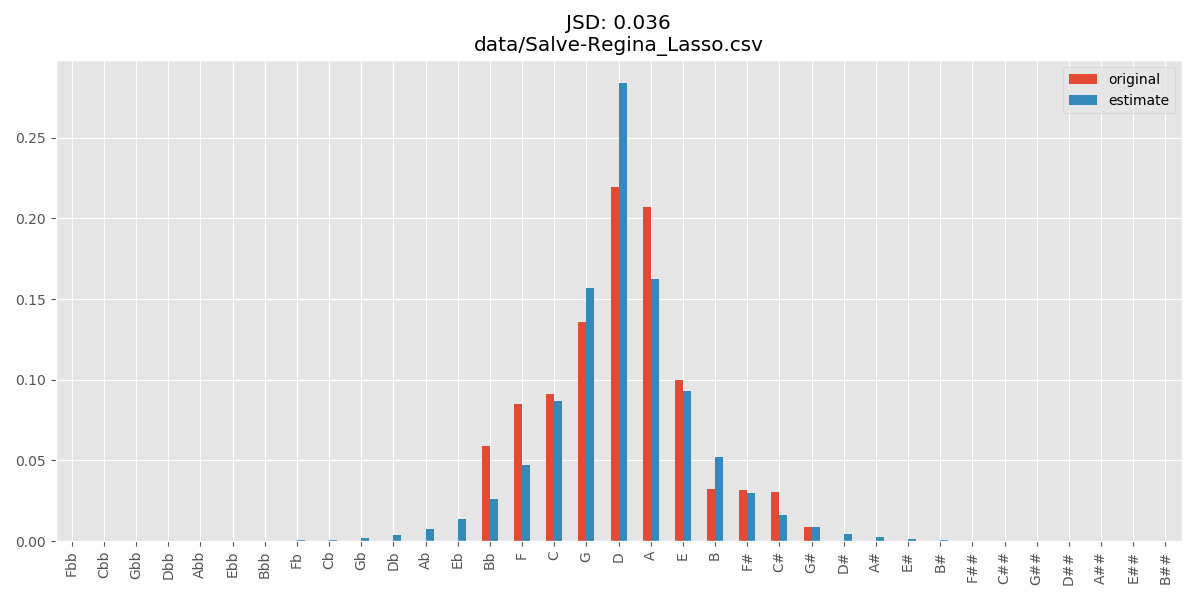 JSD: 0.036
data/Salve-Regina_Lasso.csv
original
estimate
0.25
0.20
0.15
0.10
0.05
0.00
Fbb
Cbb
Gbb
Dbb
Abb
Ebb
Bbb
Fb
Cb
Gb
Db
Ab
Eb
Bb
F
C
G
D
A
E
B
F#
C#
G#
D#
A#
E#
B#
F##
C##
G##
D##
A##
E##
B##